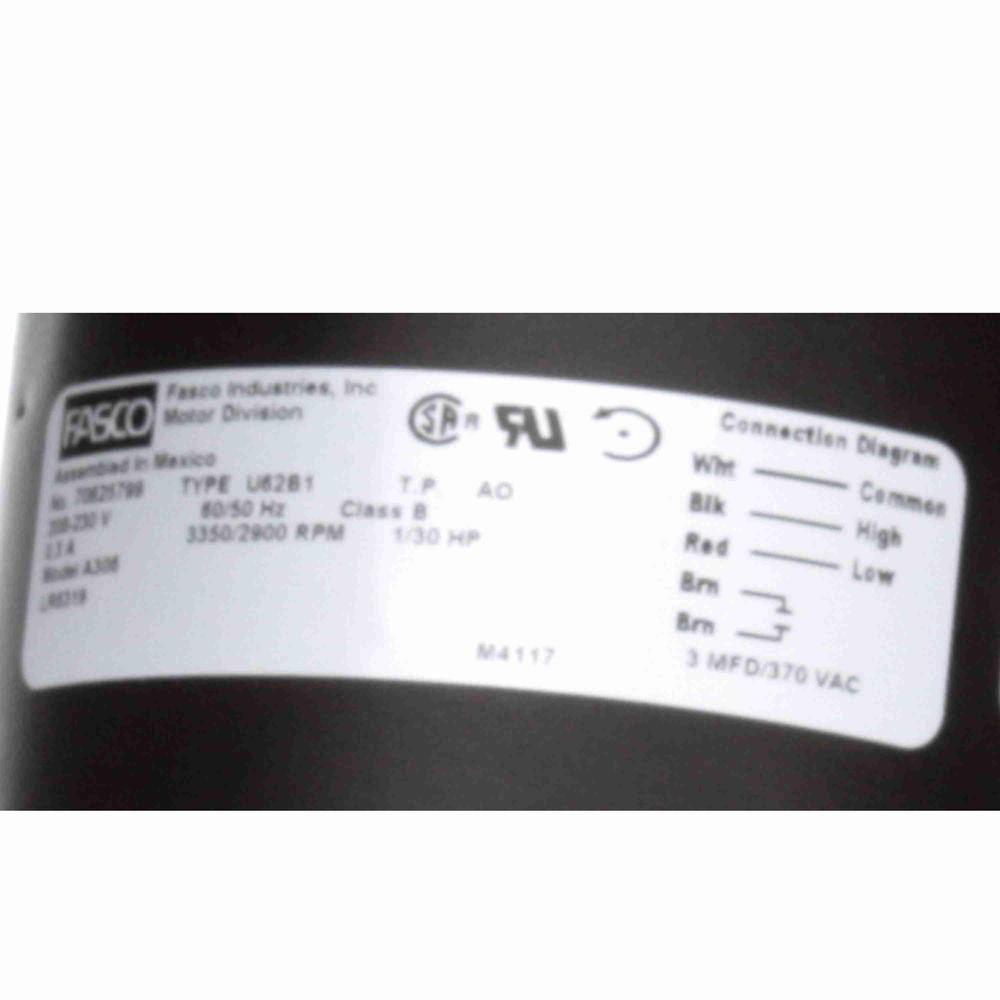 FASCO
Fasco Industries, Inc
Motor Division
Assembled in Mexico
No. 70625799 TYPE U62B1 T.P. AO
208-230 V 60/50 Hz Class B
3350/2900 RPM 1/30 HP
Model A306
M4117
Connection Diagram
Wht Common
Blk High
Red Low
Brn
Brn
3 MFD/370 VAC